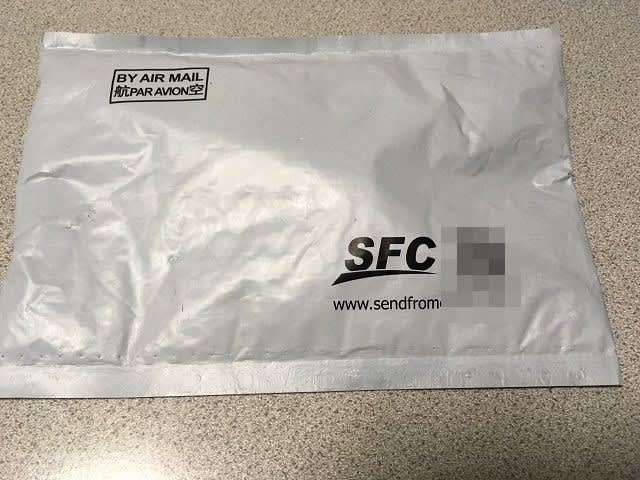 BY AIR MAIL
航PAR AVION空
SFC
www.sendfrom